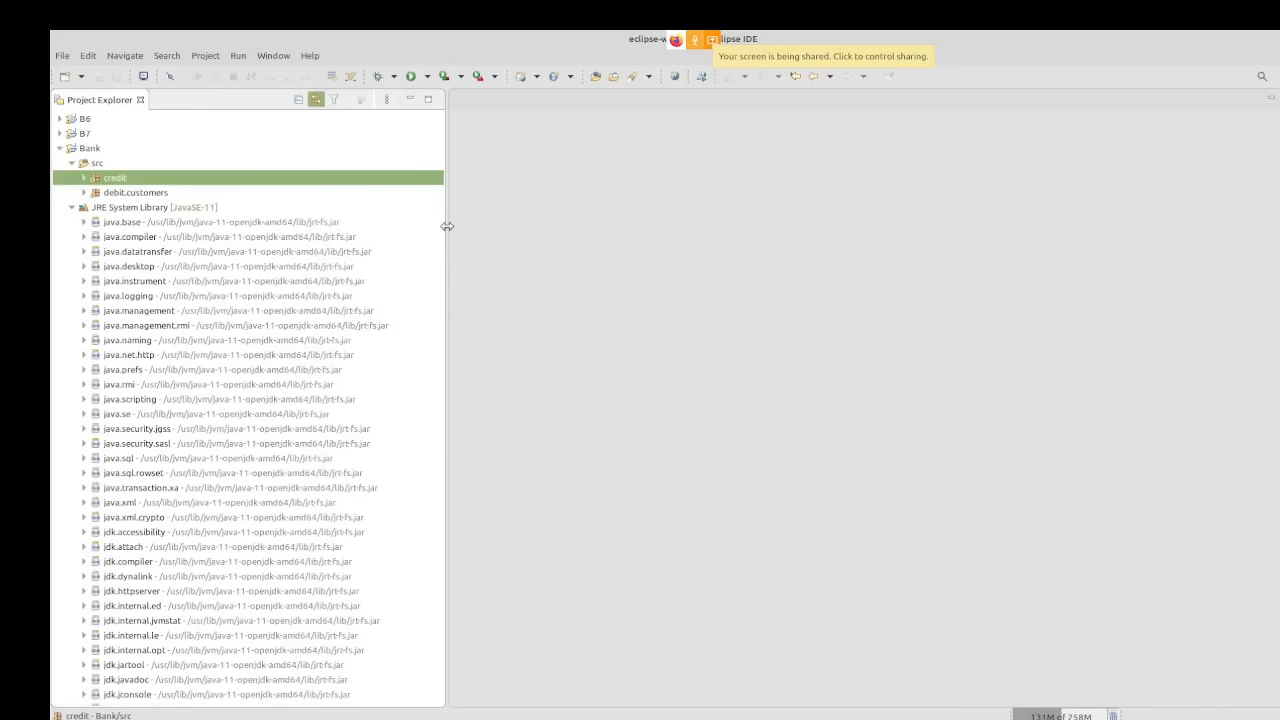 eclipse-w
lipse IDE
File Edit Navigate Search Project Run Window Help
Your screen is being shared. Click to control sharing.
Project Explorer
B6
B7
Bank
src
credit
debit.customers
JRE System Library [JavaSE-11]
java.base - /usr/lib/jvm/java-11-openjdk-amd64/lib/jrt-fs.jar
java.compiler - /usr/lib/jvm/java-11-openjdk-amd64/lib/jrt-fs.jar
java.datatransfer - /usr/lib/jvm/java-11-openjdk-amd64/lib/jrt-fs.jar
java.desktop - /usr/lib/jvm/java-11-openjdk-amd64/lib/jrt-fs.jar
java.instrument - /usr/lib/jvm/java-11-openjdk-amd64/lib/jrt-fs.jar
java.logging - /usr/lib/jvm/java-11-openjdk-amd64/lib/jrt-fs.jar
java.management - /usr/lib/jvm/java-11-openjdk-amd64/lib/jrt-fs.jar
java.management.rmi - /usr/lib/jvm/java-11-openjdk-amd64/lib/jrt-fs.jar
java.naming - /usr/lib/jvm/java-11-openjdk-amd64/lib/jrt-fs.jar
java.net.http - /usr/lib/jvm/java-11-openjdk-amd64/lib/jrt-fs.jar
java.prefs - /usr/lib/jvm/java-11-openjdk-amd64/lib/jrt-fs.jar
java.rmi - /usr/lib/jvm/java-11-openjdk-amd64/lib/jrt-fs.jar
java.scripting - /usr/lib/jvm/java-11-openjdk-amd64/lib/jrt-fs.jar
java.se - /usr/lib/jvm/java-11-openjdk-amd64/lib/jrt-fs.jar
java.security.jgss - /usr/lib/jvm/java-11-openjdk-amd64/lib/jrt-fs.jar
java.security.sasl - /usr/lib/jvm/java-11-openjdk-amd64/lib/jrt-fs.jar
java.sql - /usr/lib/jvm/java-11-openjdk-amd64/lib/jrt-fs.jar
java.sql.rowset - /usr/lib/jvm/java-11-openjdk-amd64/lib/jrt-fs.jar
java.transaction.xa - /usr/lib/jvm/java-11-openjdk-amd64/lib/jrt-fs.jar
java.xml - /usr/lib/jvm/java-11-openjdk-amd64/lib/jrt-fs.jar
java.xml.crypto - /usr/lib/jvm/java-11-openjdk-amd64/lib/jrt-fs.jar
jdk.accessibility - /usr/lib/jvm/java-11-openjdk-amd64/lib/jrt-fs.jar
jdk.attach - /usr/lib/jvm/java-11-openjdk-amd64/lib/jrt-fs.jar
jdk.compiler - /usr/lib/jvm/java-11-openjdk-amd64/lib/jrt-fs.jar
jdk.dynalink - /usr/lib/jvm/java-11-openjdk-amd64/lib/jrt-fs.jar
jdk.httpserver - /usr/lib/jvm/java-11-openjdk-amd64/lib/jrt-fs.jar
jdk.internal.ed - /usr/lib/jvm/java-11-openjdk-amd64/lib/jrt-fs.jar
jdk.internal.jvmstat - /usr/lib/jvm/java-11-openjdk-amd64/lib/jrt-fs.jar
jdk.internal.le - /usr/lib/jvm/java-11-openjdk-amd64/lib/jrt-fs.jar
jdk.internal.opt - /usr/lib/jvm/java-11-openjdk-amd64/lib/jrt-fs.jar
jdk.jartool - /usr/lib/jvm/java-11-openjdk-amd64/lib/jrt-fs.jar
jdk.javadoc - /usr/lib/jvm/java-11-openjdk-amd64/lib/jrt-fs.jar
jdk.jconsole - /usr/lib/jvm/java-11-openjdk-amd64/lib/jrt-fs.jar
credit - Bank/src
131M of 258M